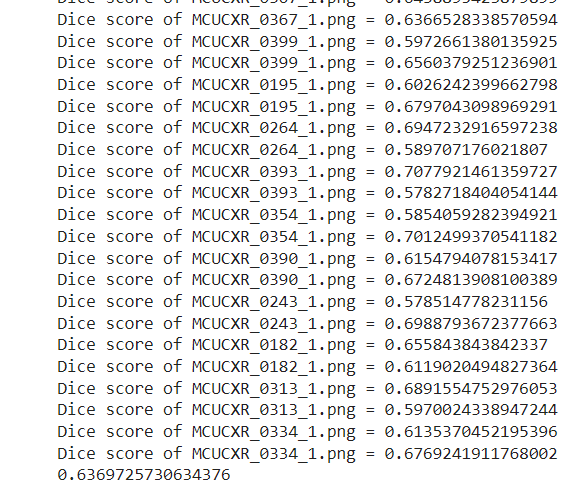 Dice score of MCUCXR_0367_1.png = 0.6366528338570594
Dice score of MCUCXR_0399_1.png = 0.5972661380135925
Dice score of MCUCXR_0399_1.png = 0.6560379251236901
Dice score of MCUCXR_0195_1.png = 0.6026242399662798
Dice score of MCUCXR_0195_1.png = 0.6797043098969291
Dice score of MCUCXR_0264_1.png = 0.6947232916597238
Dice score of MCUCXR_0264_1.png = 0.589707176021807
Dice score of MCUCXR_0393_1.png = 0.7077921461359727
Dice score of MCUCXR_0393_1.png = 0.5782718404054144
Dice score of MCUCXR_0354_1.png = 0.5854059282394921
Dice score of MCUCXR_0354_1.png = 0.7012499370541182
Dice score of MCUCXR_0390_1.png = 0.6154794078153417
Dice score of MCUCXR_0390_1.png = 0.6724813908100389
Dice score of MCUCXR_0243_1.png = 0.578514778231156
Dice score of MCUCXR_0243_1.png = 0.6988793672377663
Dice score of MCUCXR_0182_1.png = 0.655843843842337
Dice score of MCUCXR_0182_1.png = 0.6119020494827364
Dice score of MCUCXR_0313_1.png = 0.6891554752976053
Dice score of MCUCXR_0313_1.png = 0.5970024338947244
Dice score of MCUCXR_0334_1.png = 0.6135370452195396
Dice score of MCUCXR_0334_1.png = 0.6769241911768002
0.6369725730634376